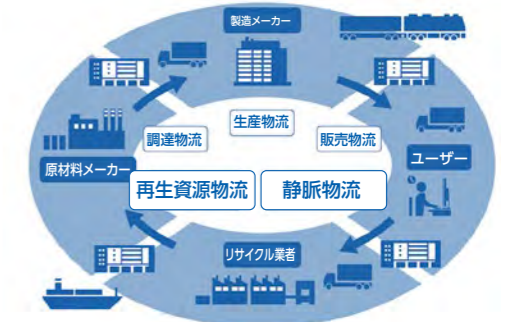 製造メーカー
生産物流
調達物流
販売物流
原材料メーカー
ユーザー
再生資源物流
静脈物流
リサイクル業者